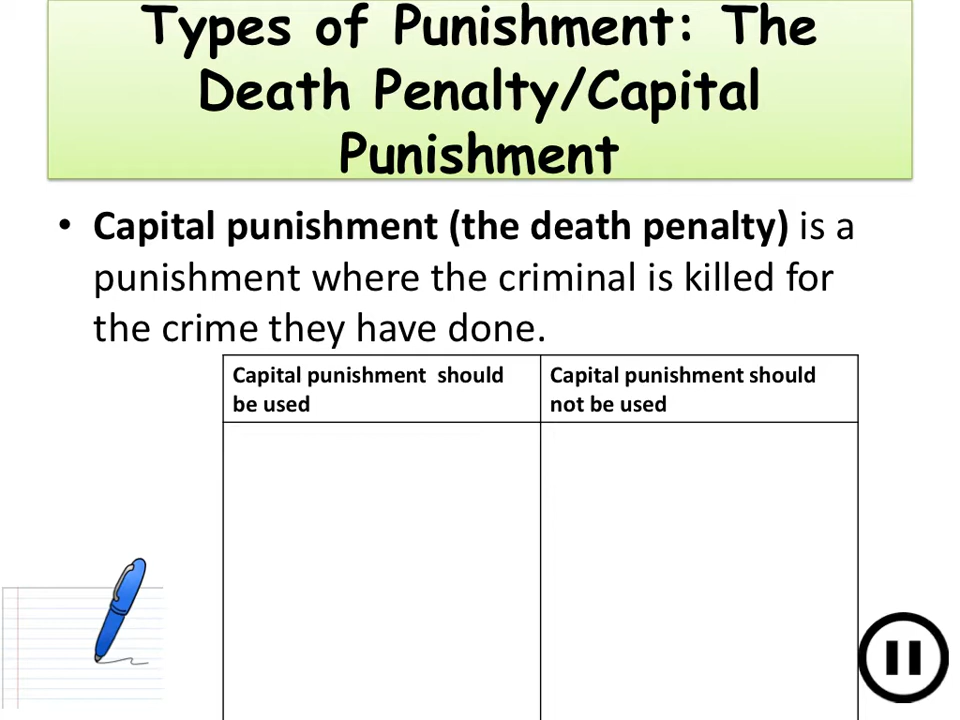 Types of Punishment: The
Death Penalty/Capital
Punishment
• Capital punishment (the death penalty) is a
punishment where the criminal is killed for
the crime they have done.
Capital punishment  should
be used
Capital punishment should
not be used